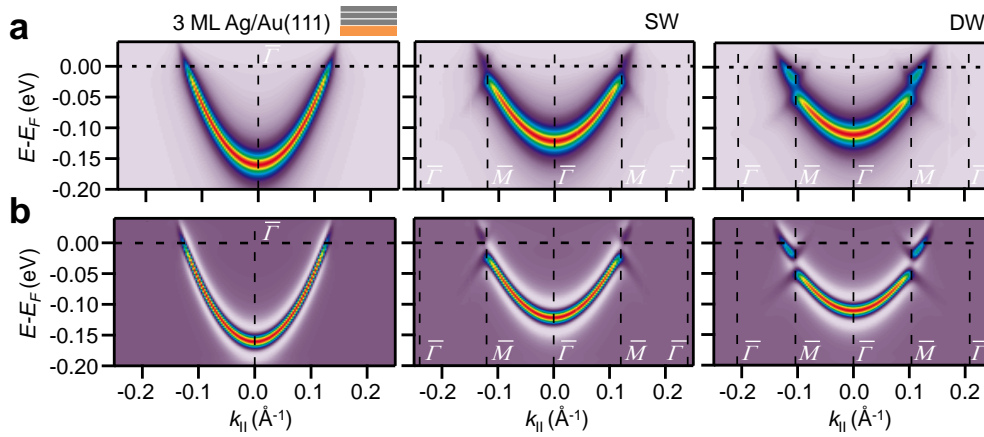 a
3 ML Ag/Au(111)
SW
DW
E-E_F (eV)
0.00
-0.05
-0.10
-0.15
-0.20
Γ̅
Γ̅ M̅ Γ̅ M̅ Γ̅
Γ̅ M̅ Γ̅ M̅ Γ̅
b
E-E_F (eV)
0.00
-0.05
-0.10
-0.15
-0.20
Γ̅
Γ̅ M̅ Γ̅ M̅ Γ̅
Γ̅ M̅ Γ̅ M̅ Γ̅
-0.2 -0.1 0.0 0.1 0.2
-0.2 -0.1 0.0 0.1 0.2
-0.2 -0.1 0.0 0.1 0.2
k_|| (Å⁻¹)
k_|| (Å⁻¹)
k_|| (Å⁻¹)